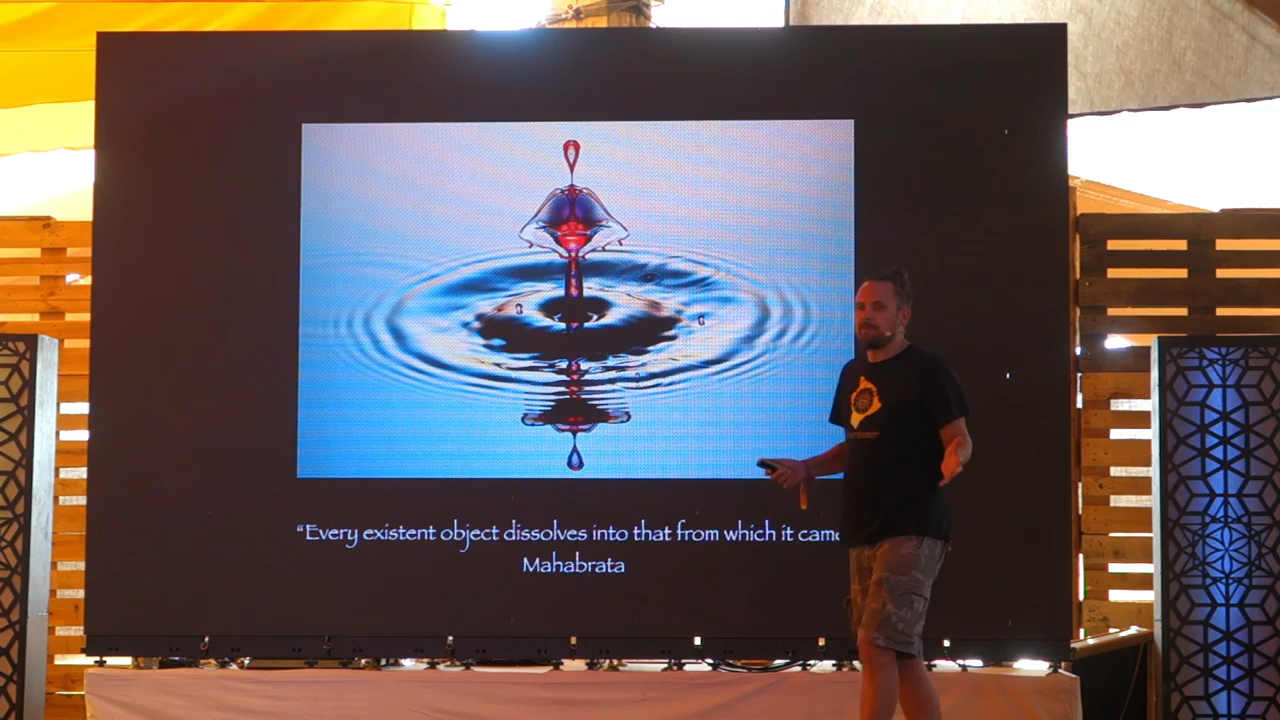 “Every existent object dissolves into that from which it came
Mahabrata